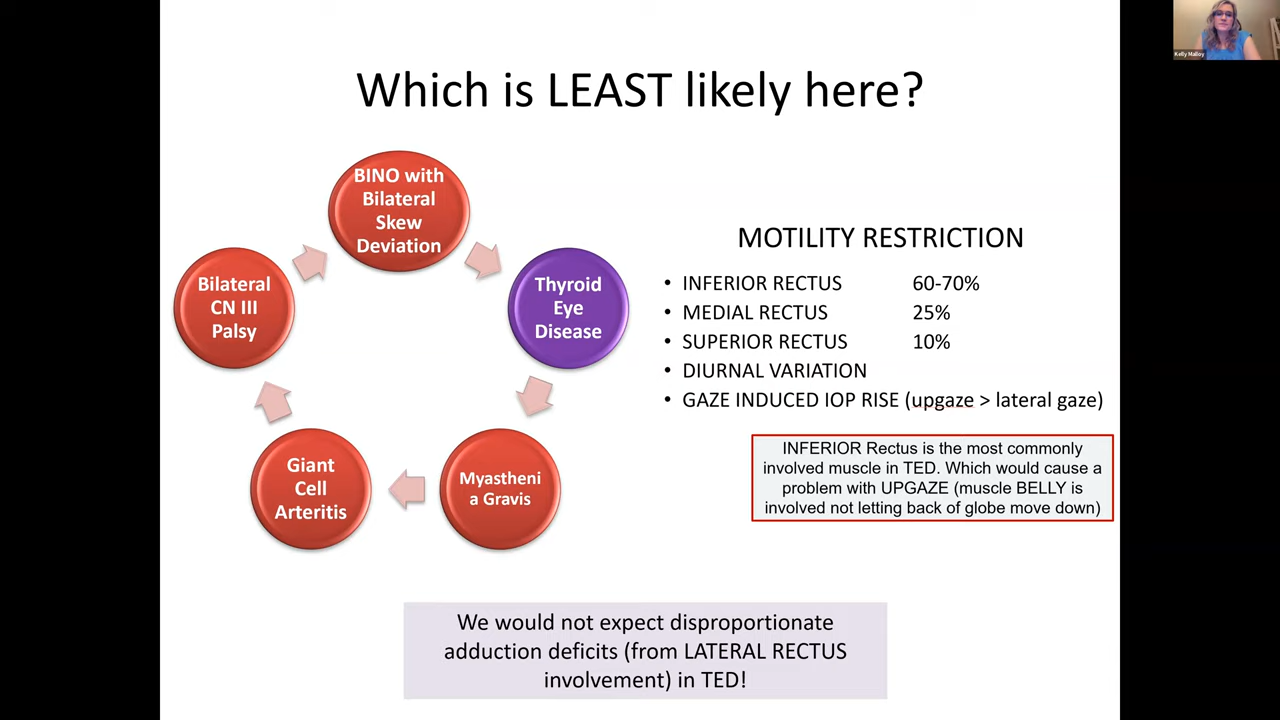 Which is LEAST likely here?
BINO with
Bilateral
Skew
Deviation
Thyroid
Eye
Disease
Myastheni
a Gravis
Giant
Cell
Arteritis
Bilateral
CN III
Palsy
MOTILITY RESTRICTION
• INFERIOR RECTUS 60-70%
• MEDIAL RECTUS 25%
• SUPERIOR RECTUS 10%
• DIURNAL VARIATION
• GAZE INDUCED IOP RISE (upgaze > lateral gaze)
INFERIOR Rectus is the most commonly
involved muscle in TED. Which would cause a
problem with UPGAZE (muscle BELLY is
involved not letting back of globe move down)
We would not expect disproportionate
adduction deficits (from LATERAL RECTUS
involvement) in TED!
Kelly Malloy